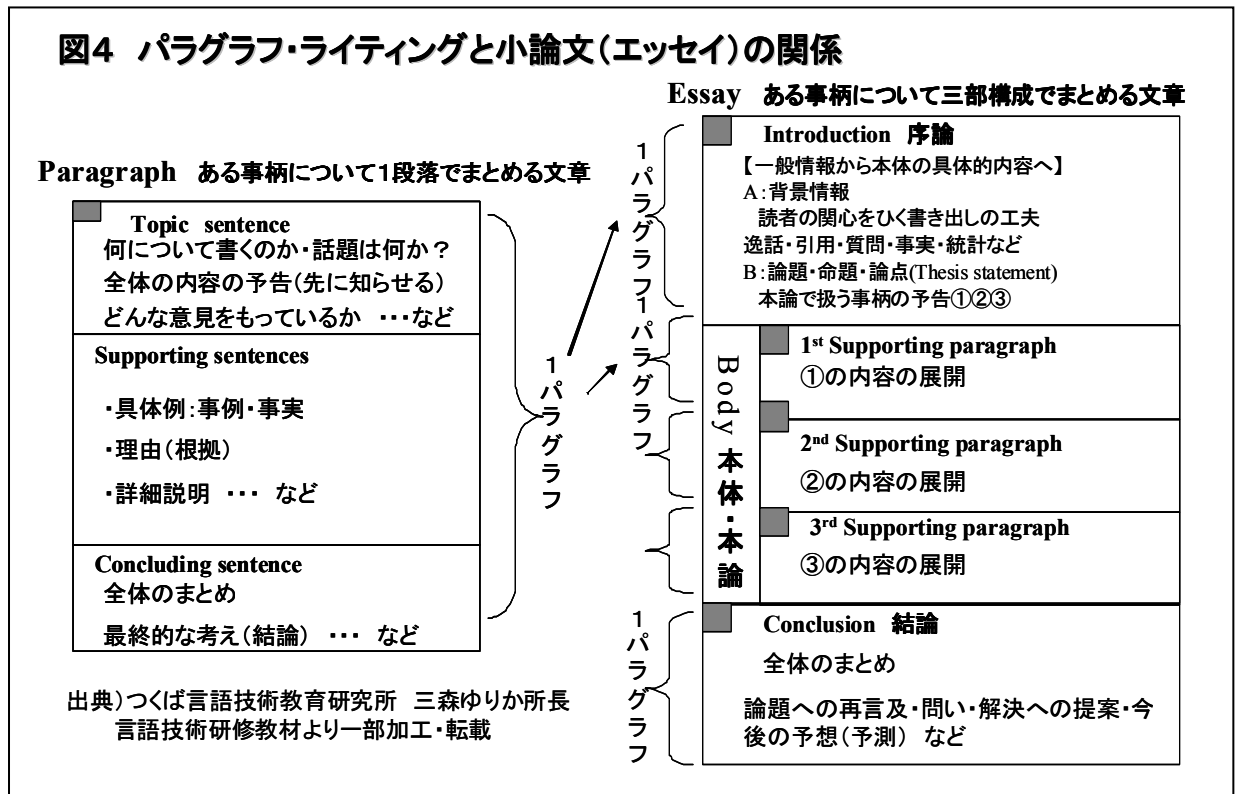 図4 パラグラフ・ライティングと小論文(エッセイ)の関係
Paragraph ある事柄について1段落でまとめる文章
Topic sentence
何について書くのか・話題は何か？
全体の内容の予告(先に知らせる)
どんな意見をもっているか ・・・など
Supporting sentences
・具体例：事例・事実
・理由(根拠)
・詳細説明 ・・・ など
Concluding sentence
全体のまとめ
最終的な考え(結論) ・・・ など
1パラグラフ
出典)つくば言語技術教育研究所 三森ゆりか所長
言語技術研修教材より一部加工・転載
Essay ある事柄について三部構成でまとめる文章
1パラグラフ
Introduction 序論
【一般情報から本体の具体的内容へ】
A：背景情報
読者の関心をひく書き出しの工夫
逸話・引用・質問・事実・統計など
B：論題・命題・論点(Thesis statement)
本論で扱う事柄の予告①②③
1パラグラフ
Body 本体・本論
1st Supporting paragraph
①の内容の展開
2nd Supporting paragraph
②の内容の展開
3rd Supporting paragraph
③の内容の展開
1パラグラフ
Conclusion 結論
全体のまとめ
論題への再言及・問い・解決への提案・今
後の予想(予測) など